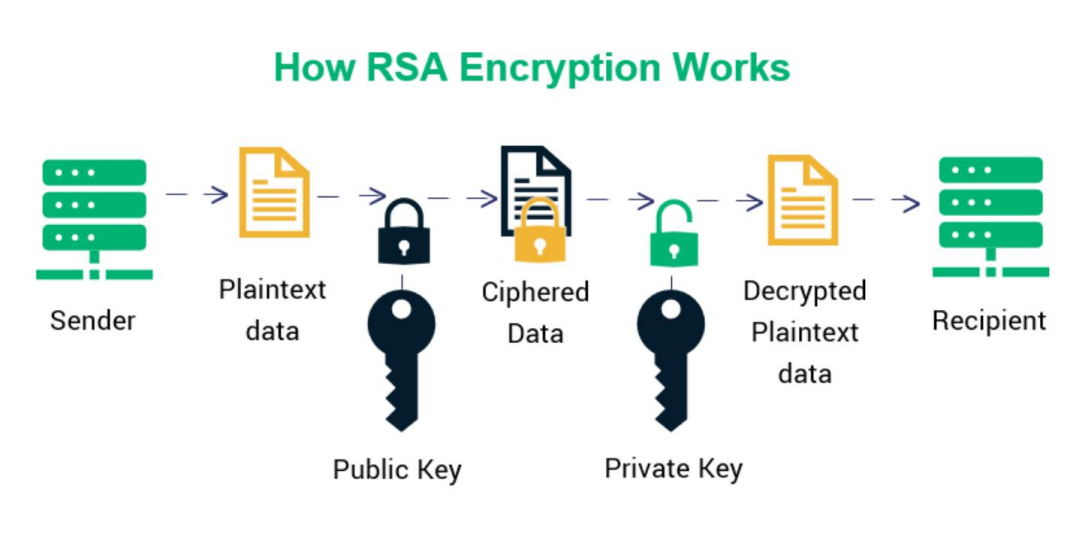 How RSA Encryption Works
Sender
Plaintext
data
Public Key
Ciphered
Data
Private Key
Decrypted
Plaintext
data
Recipient